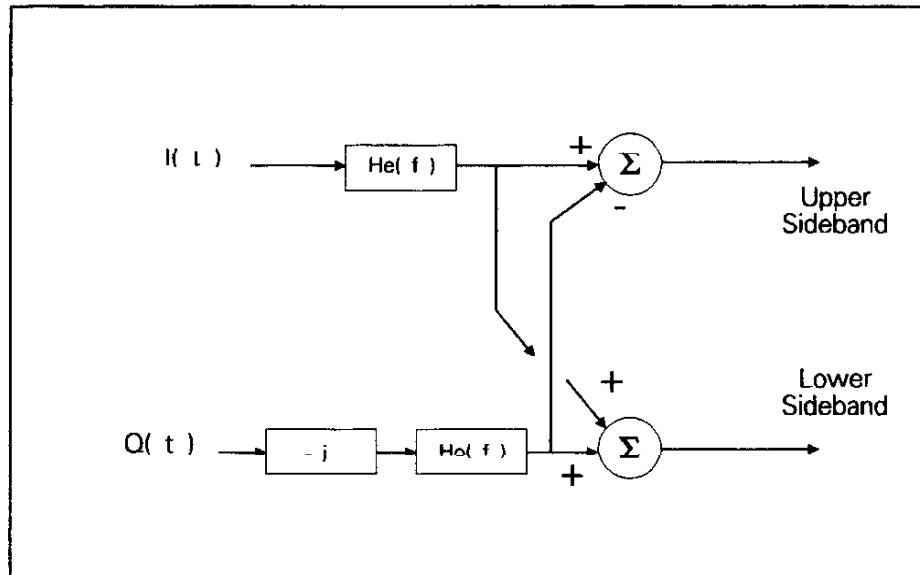 I( t )
He( f )
+
Σ
-
Upper
Sideband
+
Lower
Sideband
Q( t )
- j
Ho( f )
+
Σ